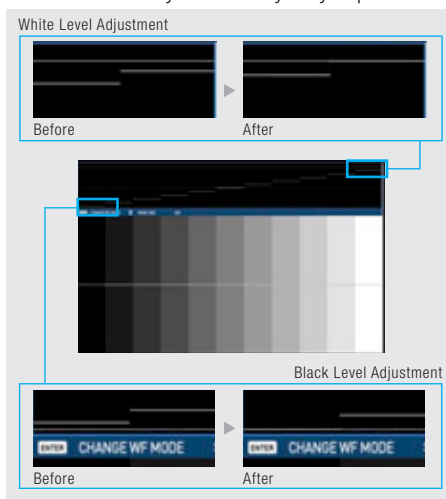 White Level Adjustment
Before
After
Black Level Adjustment
ENTER CHANGE WF MODE
ENTER CHANGE WF MODE
Before
After